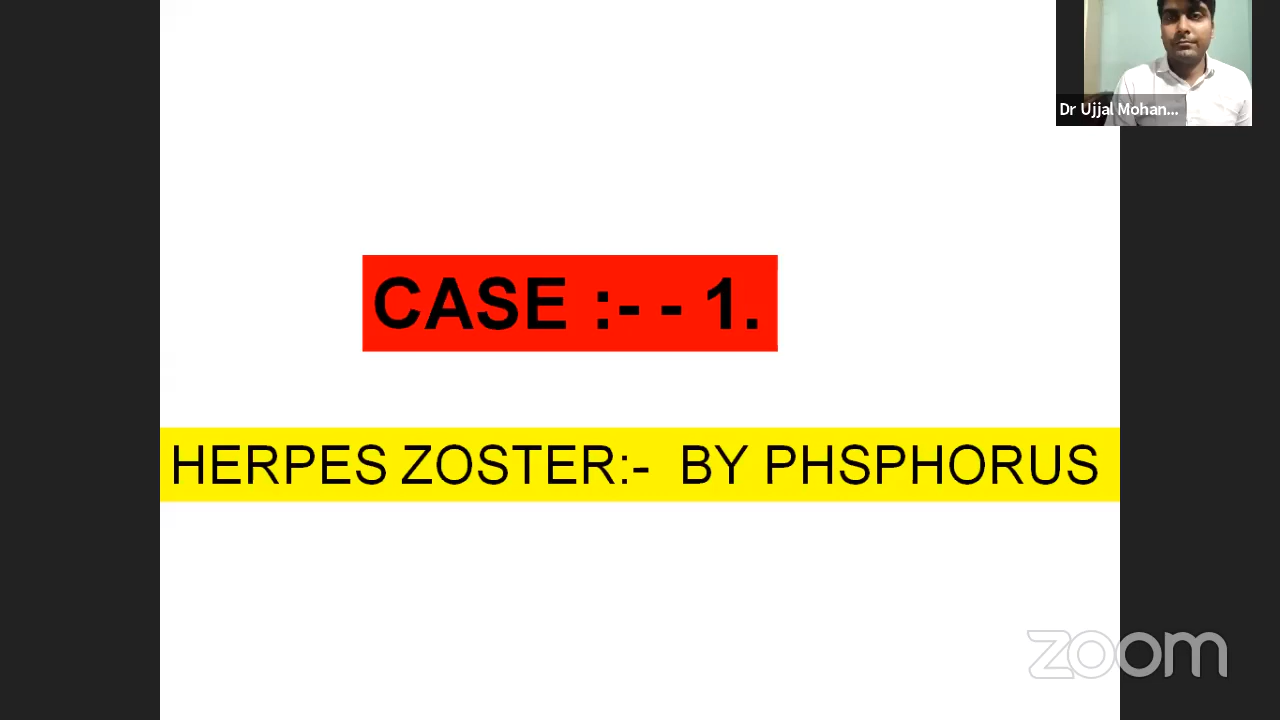 Dr Ujjal Mohan...
CASE :- - 1.
HERPES ZOSTER:- BY PHSPHORUS
zoom